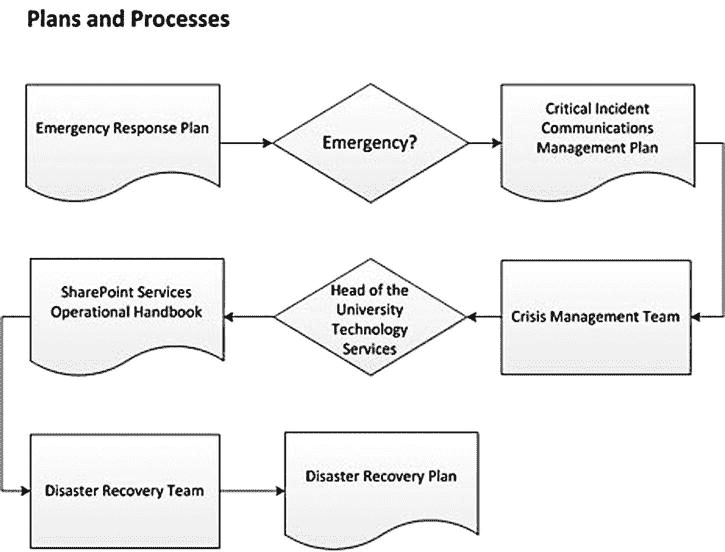 Plans and Processes
Emergency Response Plan
Emergency?
Critical Incident
Communications
Management Plan
SharePoint Services
Operational Handbook
Head of the
University
Technology
Services
Crisis Management Team
Disaster Recovery Team
Disaster Recovery Plan